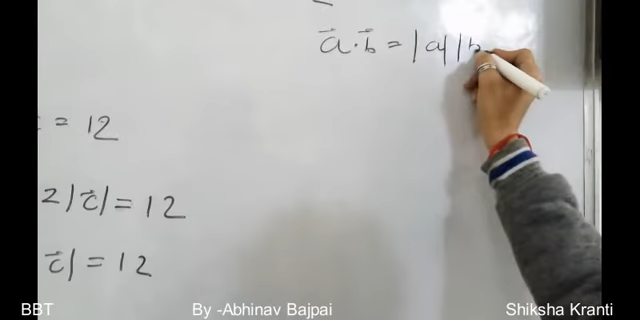 a⃗·b⃗ = |a| |b
= 12
2|c⃗| = 12
c⃗| = 12
BBT By -Abhinav Bajpai Shiksha Kranti